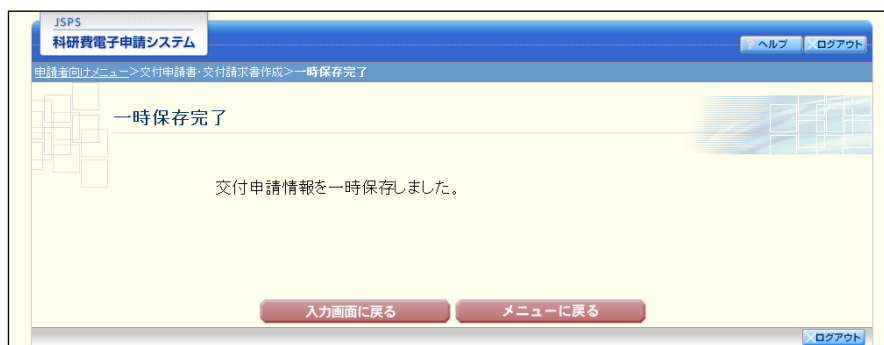 JSPS
科研費電子申請システム
? ヘルプ
×ログアウト
申請者向けメニュー>交付申請書・交付請求書作成>一時保存完了
一時保存完了
交付申請情報を一時保存しました。
入力画面に戻る
メニューに戻る
×ログアウト